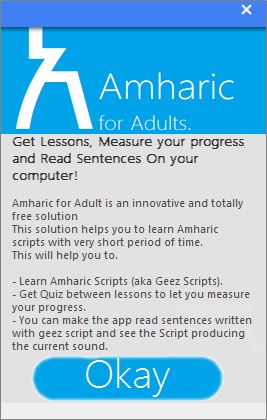 Amharic
for Adults.
Get Lessons, Measure your progress
and Read Sentences On your
computer!
Amharic for Adult is an innovative and totally
free solution
This solution helps you to learn Amharic
scripts with very short period of time.
This will help you to.
- Learn Amharic Scripts (aka Geez Scripts).
- Get Quiz between lessons to let you measure
your progress.
- You can make the app read sentences written
with geez script and see the Script producing
the current sound.
Okay